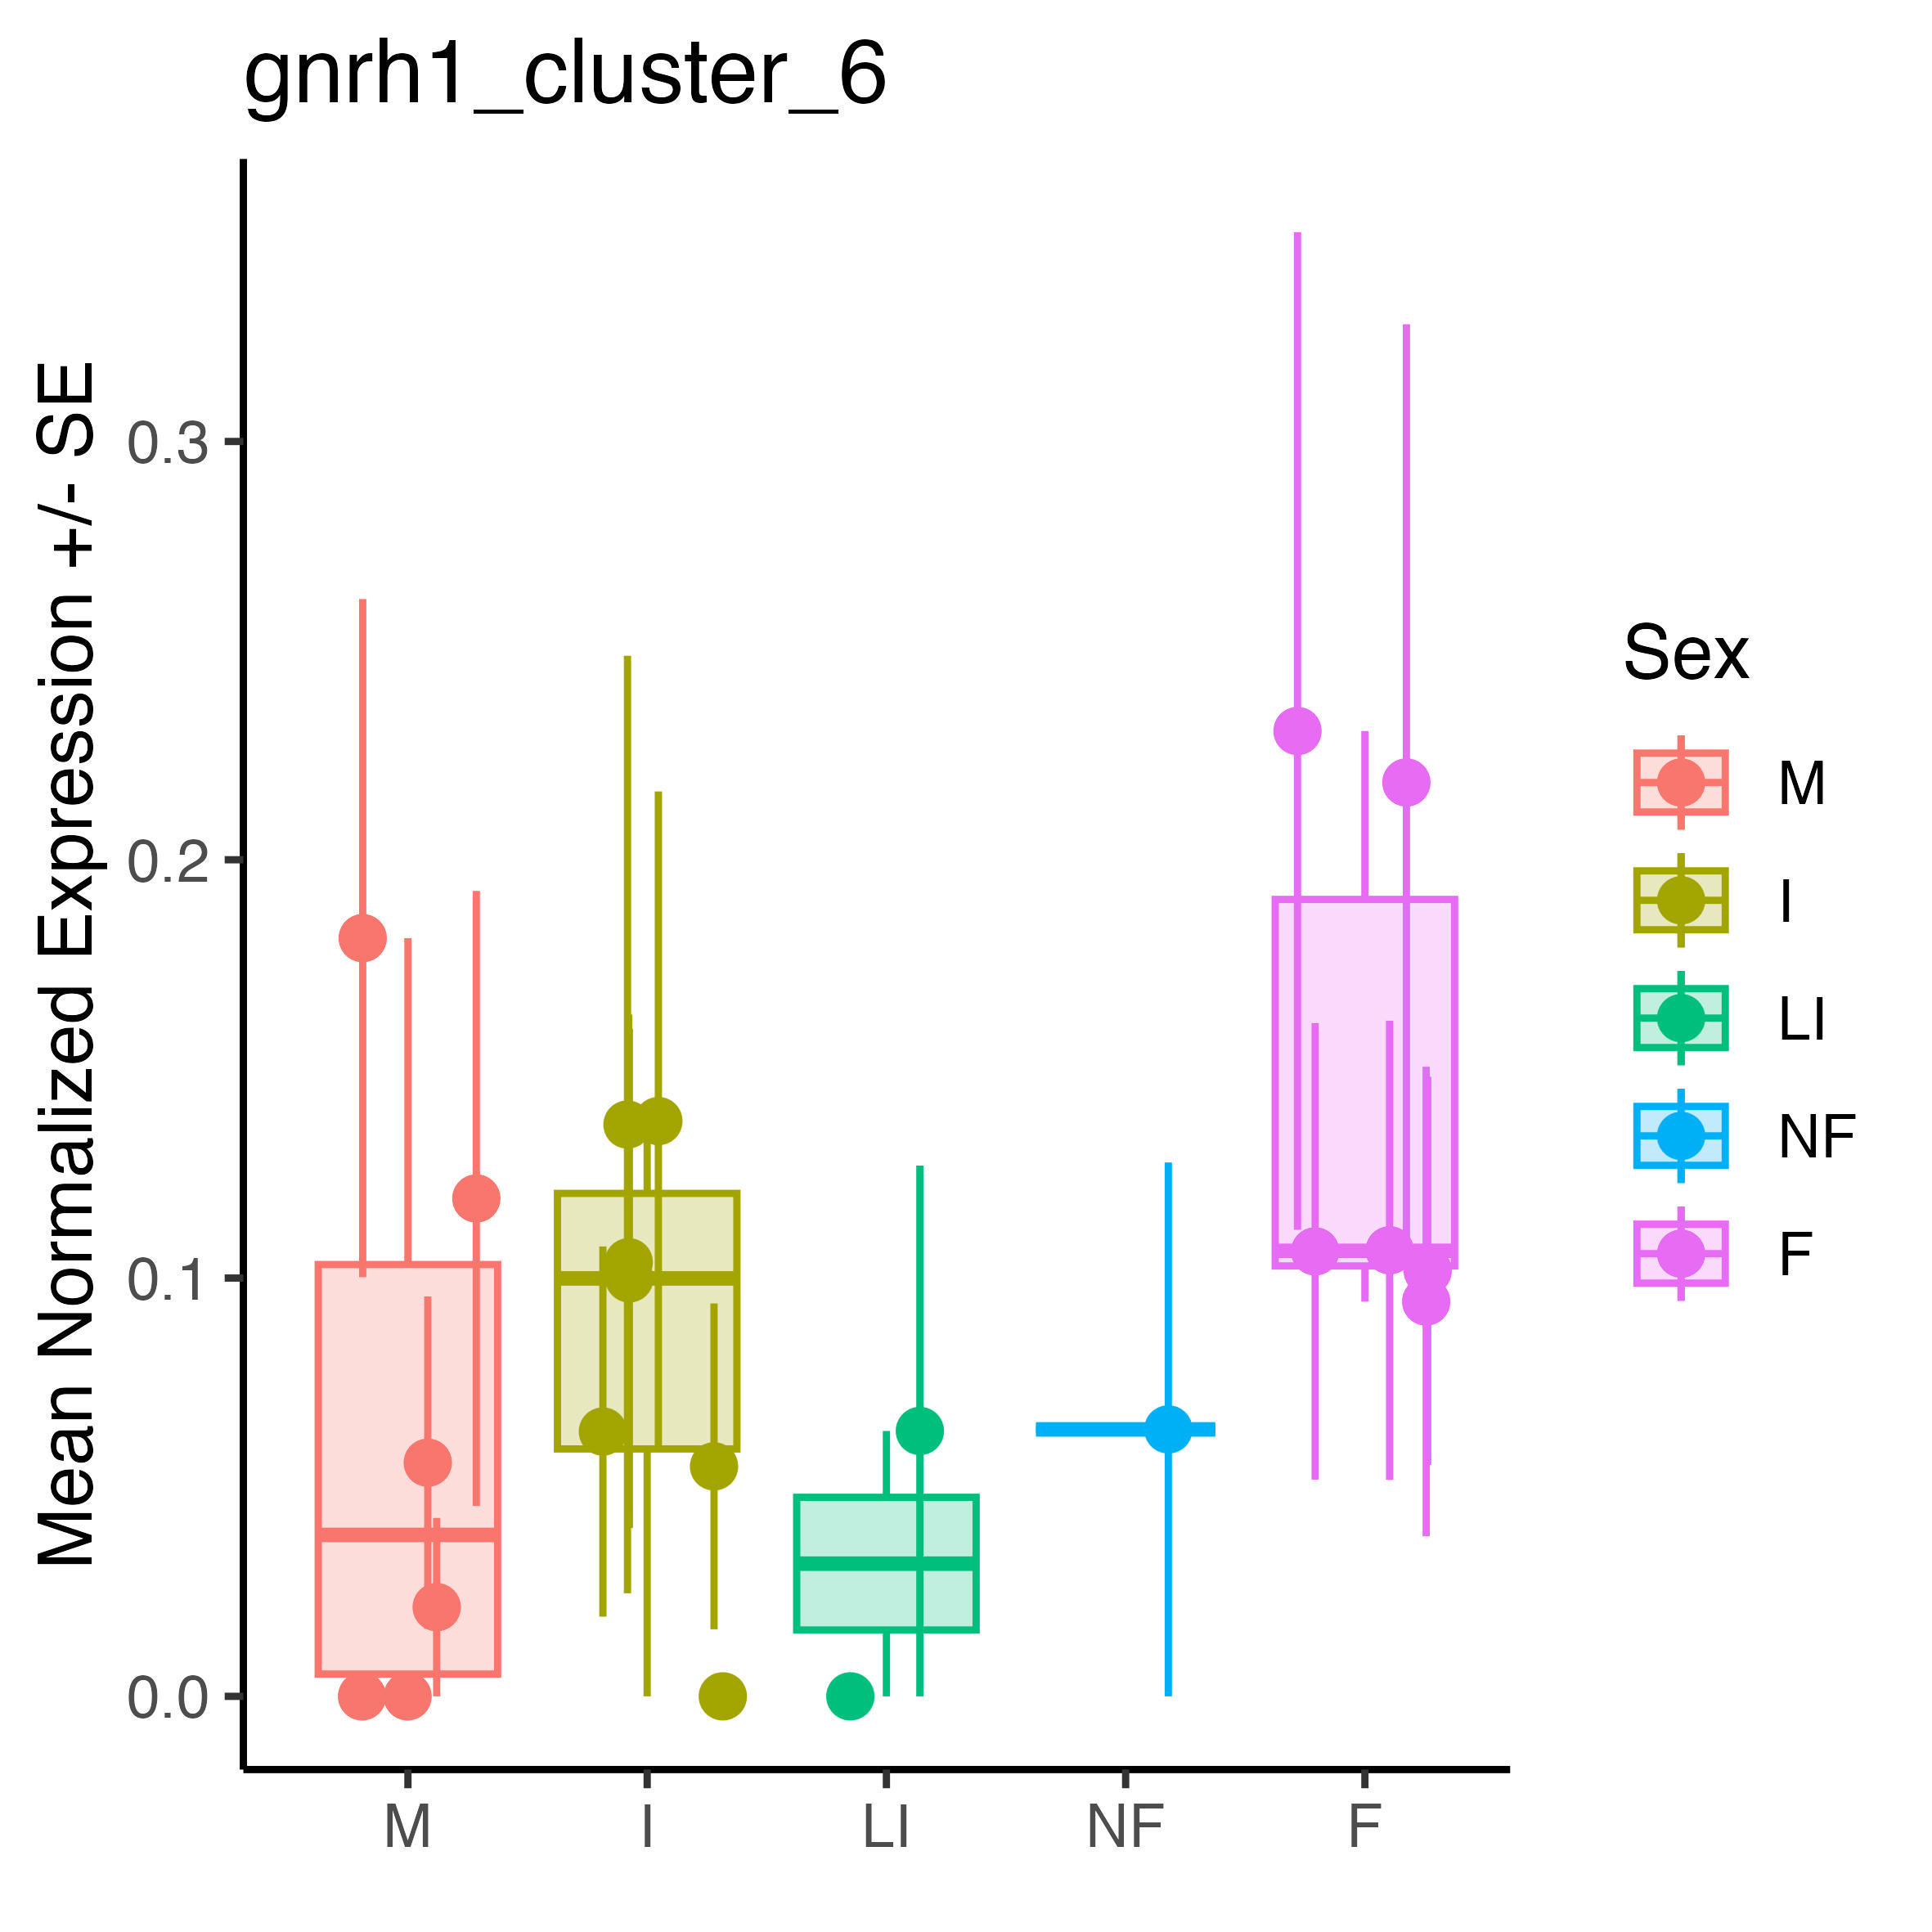 gnrh1_cluster_6
Mean Normalized Expression +/- SE
0.3
0.2
0.1
0.0
M
I
LI
NF
F
Sex
M
I
LI
NF
F